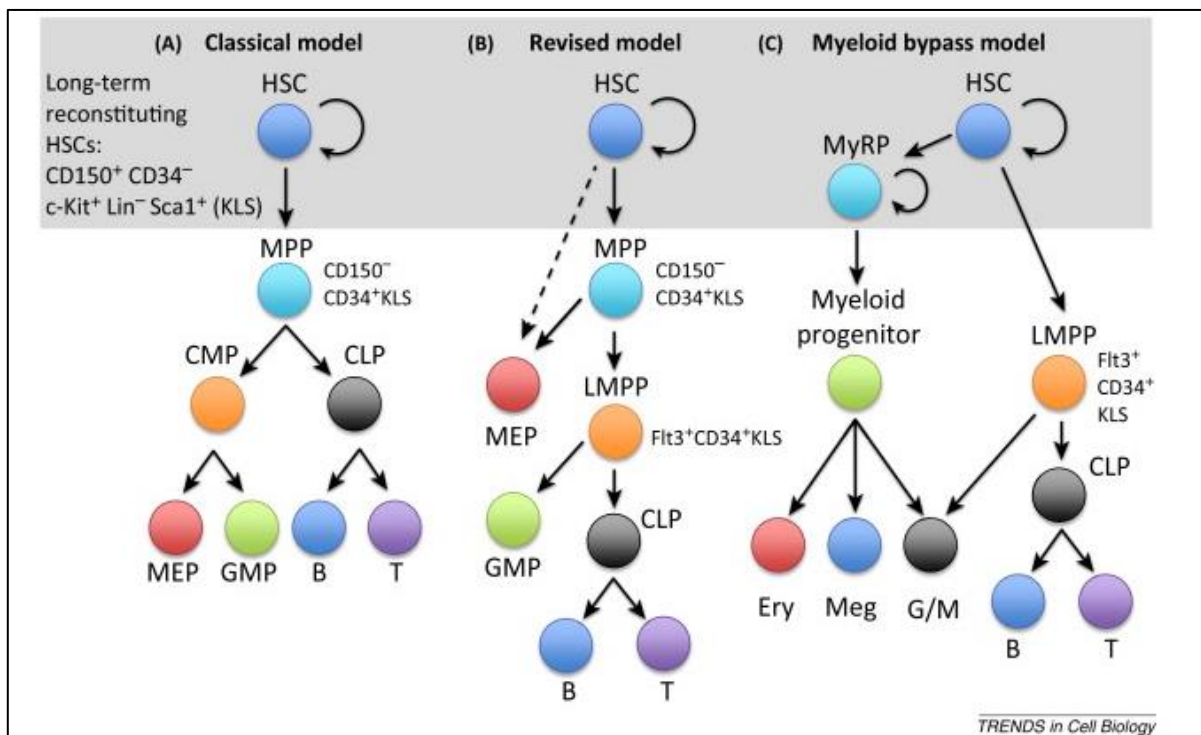 (A) Classical model
HSC
Long-term
reconstituting
HSCs:
CD150⁺ CD34⁻
c-Kit⁺ Lin⁻ Sca1⁺ (KLS)
MPP
CD150⁻
CD34⁺KLS
CMP
CLP
MEP GMP B T
(B) Revised model
HSC
MPP
CD150⁻
CD34⁺KLS
MEP
LMPP
Flt3⁺CD34⁺KLS
GMP
CLP
B T
(C) Myeloid bypass model
HSC
MyRP
Myeloid
progenitor
LMPP
Flt3⁺
CD34⁺
KLS
CLP
Ery Meg G/M
B T
TRENDS in Cell Biology